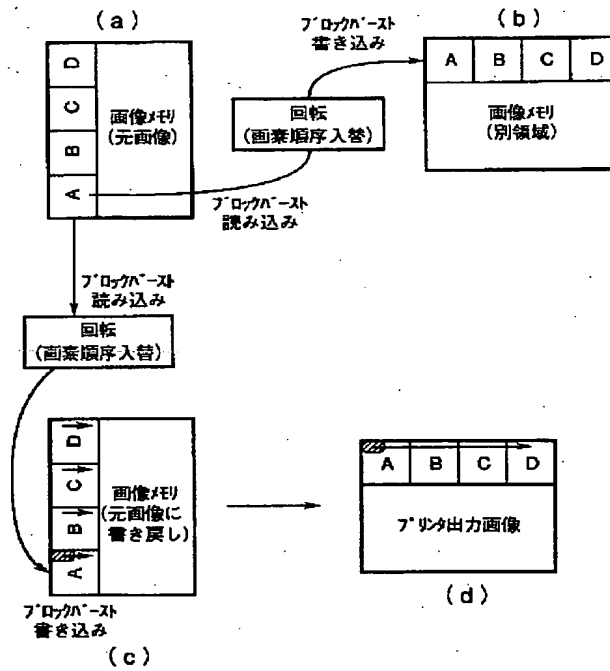 (a)
D
C
B
A
画像メモリ
(元画像)
ブロックバースト
書き込み
回転
(画素順序入替)
ブロックバースト
読み込み
(b)
A B C D
画像メモリ
(別領域)
ブロックバースト
読み込み
回転
(画素順序入替)
D
C
B
A
画像メモリ
(元画像に
書き戻し)
ブロックバースト
書き込み
(c)
A B C D
プリンタ出力画像
(d)